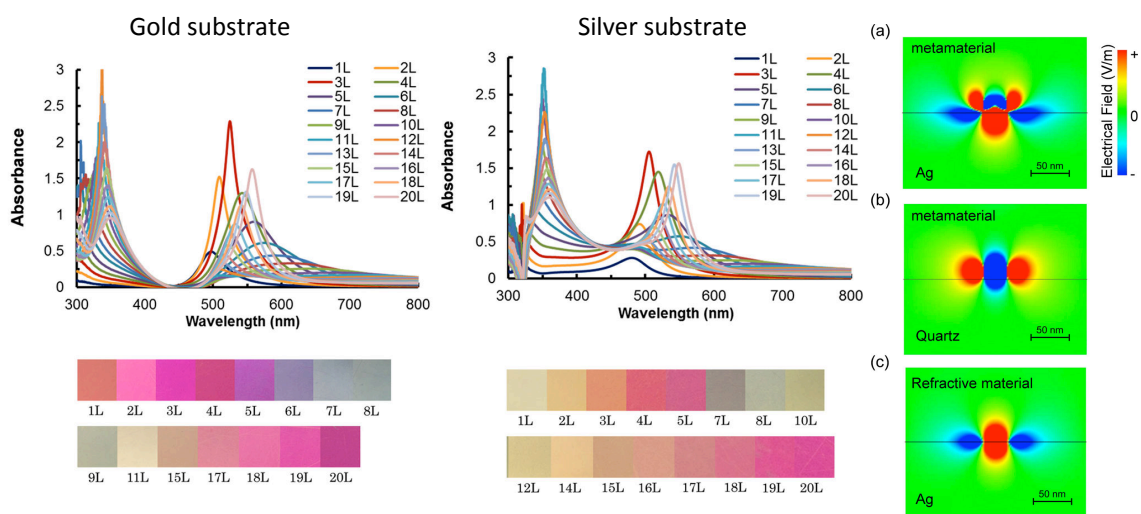 Gold substrate
3
2.5
2
1.5
1
0.5
0
Absorbance
300 400 500 600 700 800
Wavelength (nm)
1L 2L
3L 4L
5L 6L
7L 8L
9L 10L
11L 12L
13L 14L
15L 16L
17L 18L
19L 20L
1L 2L 3L 4L 5L 6L 7L 8L
9L 11L 15L 17L 18L 19L 20L
Silver substrate
3
2.5
2
1.5
1
0.5
0
Absorbance
300 400 500 600 700 800
Wavelength (nm)
1L 2L
3L 4L
5L 6L
7L 8L
9L 10L
11L 12L
13L 14L
15L 16L
17L 18L
19L 20L
1L 2L 3L 4L 5L 7L 8L 10L
12L 14L 15L 16L 17L 18L 19L 20L
(a)
metamaterial
Ag
50 nm
+
0
-
Electrical Field (V/m)
(b)
metamaterial
Quartz
50 nm
(c)
Refractive material
Ag
50 nm